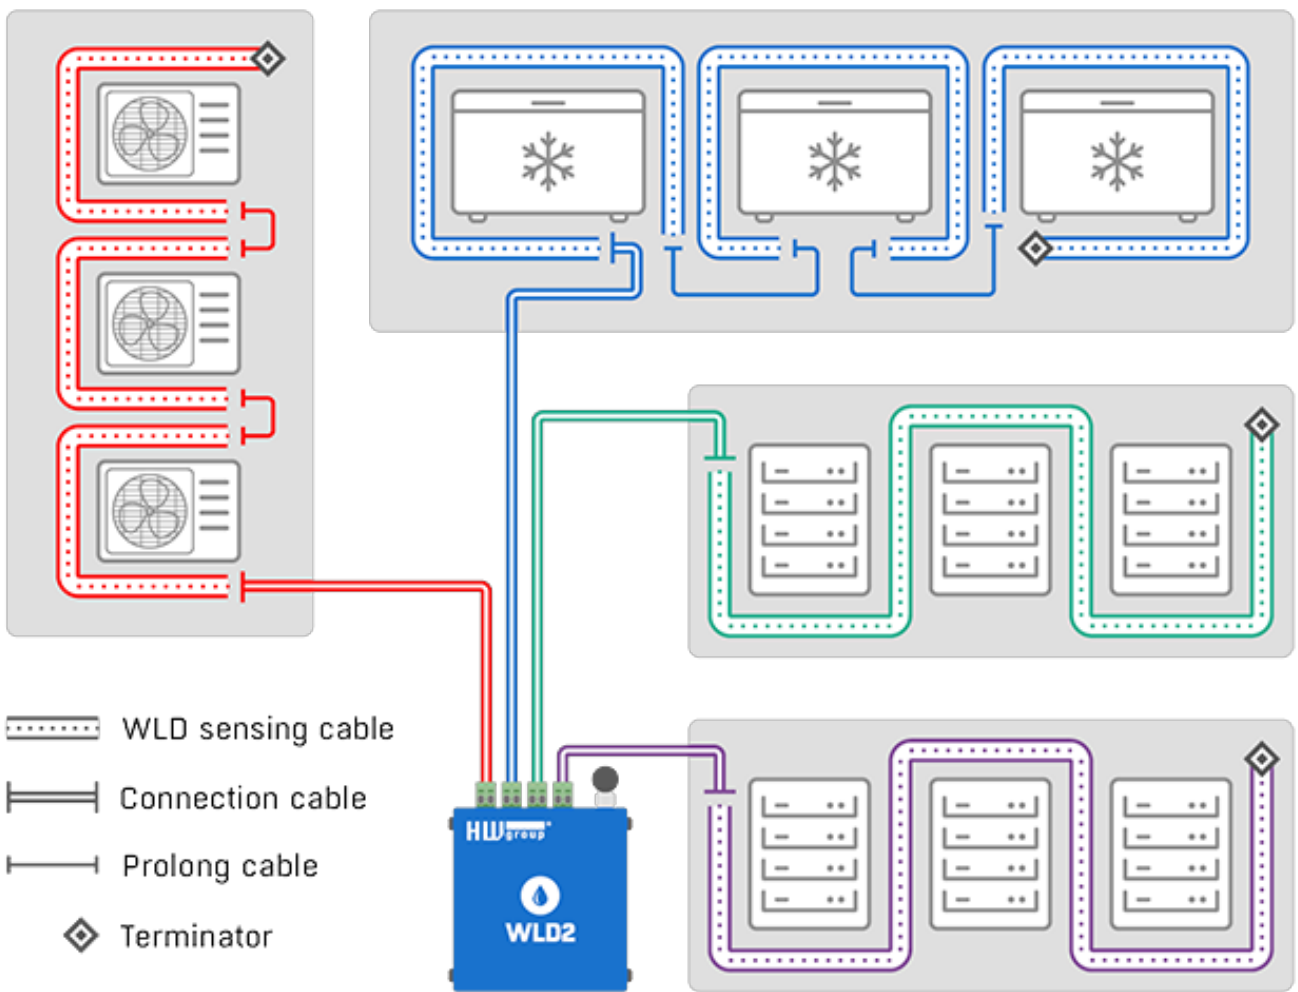 WLD sensing cable
Connection cable
Prolong cable
Terminator
HW group
WLD2